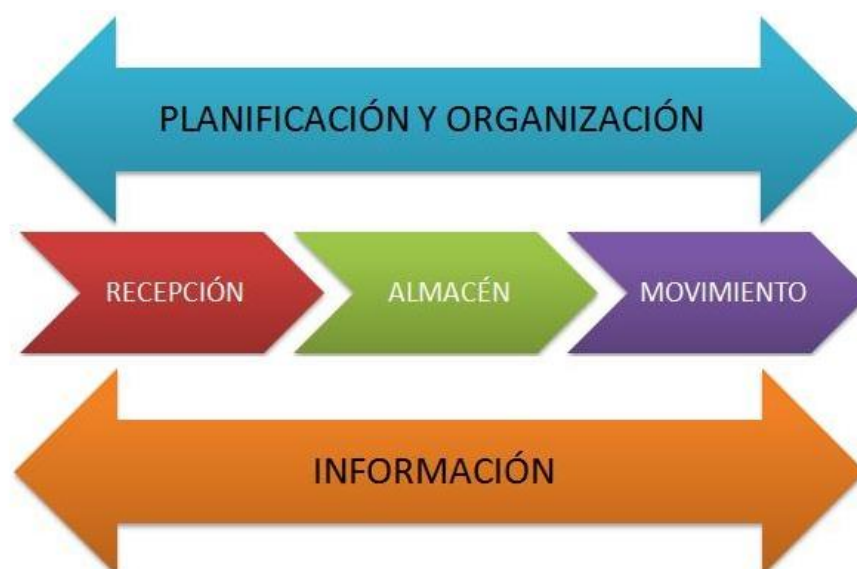 PLANIFICACIÓN Y ORGANIZACIÓN
RECEPCIÓN
ALMACÉN
MOVIMIENTO
INFORMACIÓN